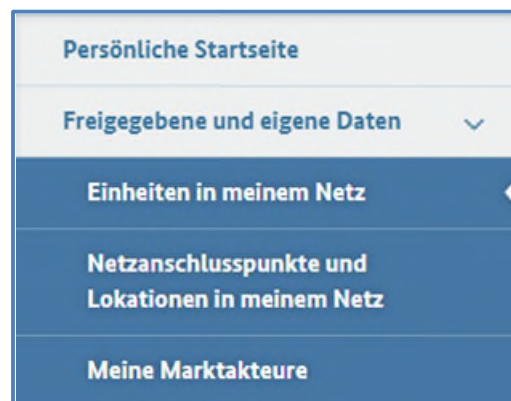 Persönliche Startseite
Freigegebene und eigene Daten
Einheiten in meinem Netz
Netzanschlusspunkte und
Lokationen in meinem Netz
Meine Marktakteure